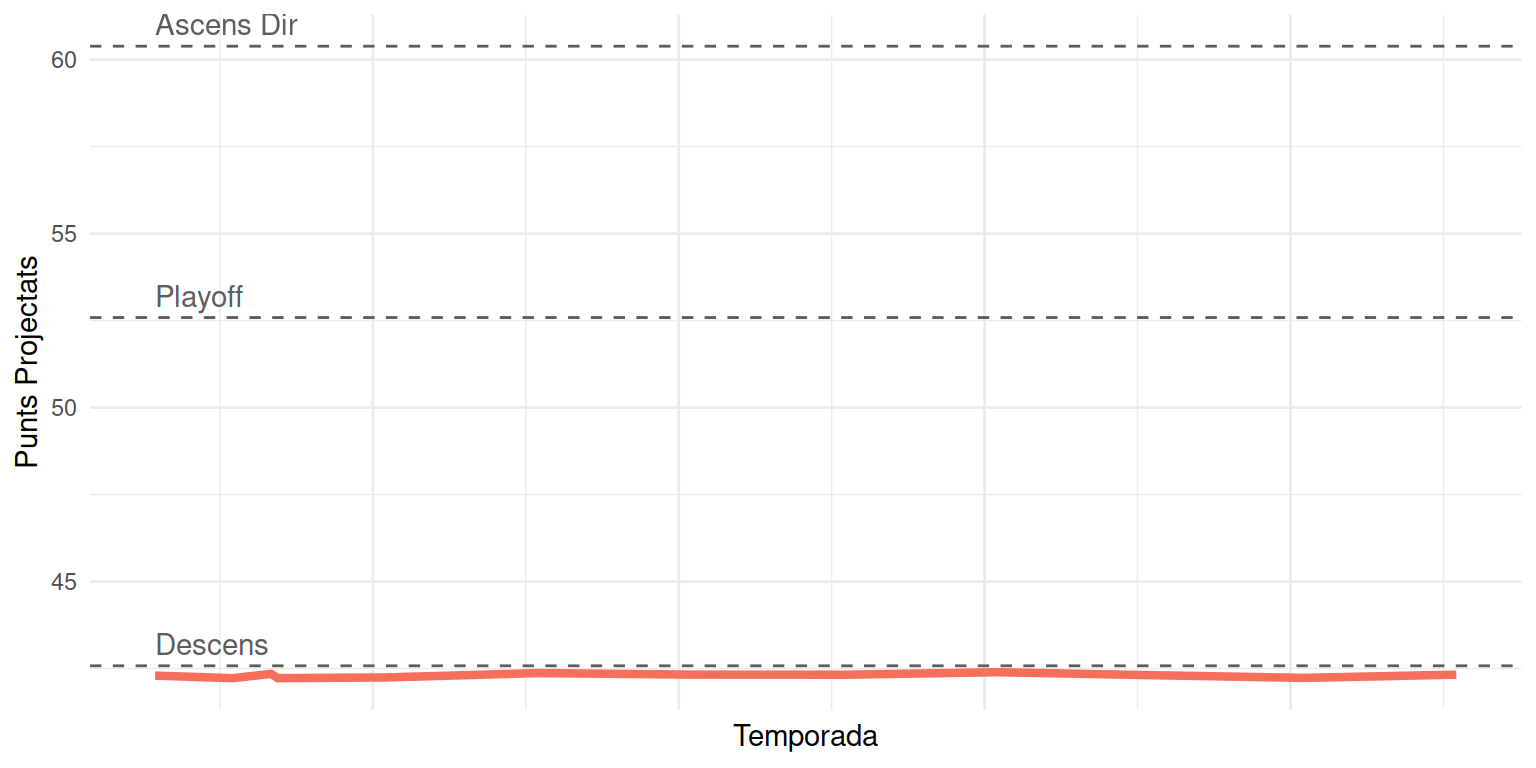 Ascens Dir
60
55
Playoff
50
45
Descens
Punts Projectats
Temporada